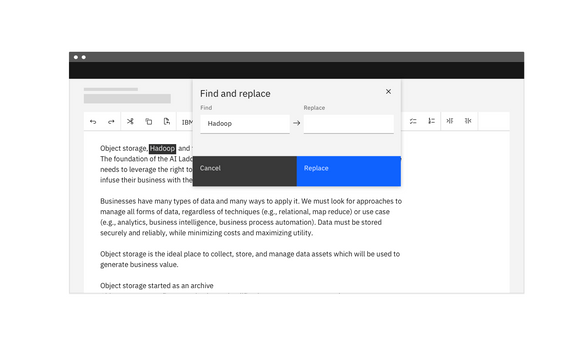 Find and replace
Find
Replace
Hadoop
Cancel
Replace
IBM
Object storage, Hadoop and
The foundation of the AI Ladd
needs to leverage the right to
infuse their business with the
Businesses have many types of data and many ways to apply it. We must look for approaches to
manage all forms of data, regardless of techniques (e.g., relational, map reduce) or use case
(e.g., analytics, business intelligence, business process automation). Data must be stored
securely and reliably, while minimizing costs and maximizing utility.
Object storage is the ideal place to collect, store, and manage data assets which will be used to
generate business value.
Object storage started as an archive